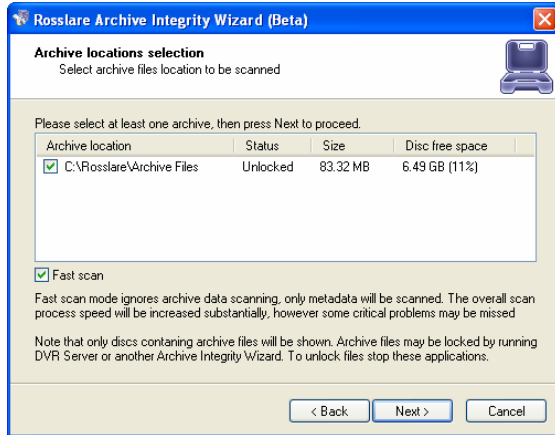 Rosslare Archive Integrity Wizard (Beta)
Archive locations selection
Select archive files location to be scanned
Please select at least one archive, then press Next to proceed.
Archive location Status Size Disc free space
C:\Rosslare\Archive Files Unlocked 83.32 MB 6.49 GB (11%)
Fast scan
Fast scan mode ignores archive data scanning, only metadata will be scanned. The overall scan
process speed will be increased substantially, however some critical problems may be missed
Note that only discs contaning archive files will be shown. Archive files may be locked by running
DVR Server or another Archive Integrity Wizard. To unlock files stop these applications.
< Back Next > Cancel